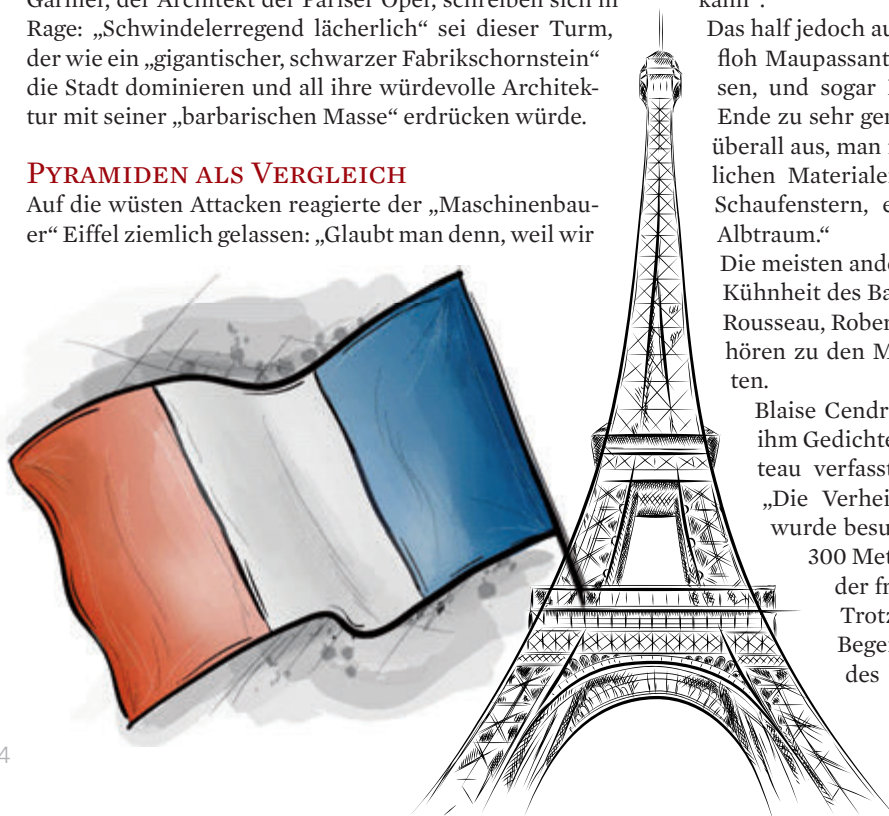 Garnier, der Architekt der Pariser Oper, schreiben sich in
Rage: „Schwindelerregend lächerlich“ sei dieser Turm,
der wie ein „gigantischer, schwarzer Fabrikschornstein“
die Stadt dominieren und all ihre würdevolle Architek-
tur mit seiner „barbarischen Masse“ erdrücken würde.
Pyramiden als Vergleich
Auf die wüsten Attacken reagierte der „Maschinenbau-
er“ Eiffel ziemlich gelassen: „Glaubt man denn, weil wir
kann“.
Das half jedoch au
floh Maupassant
sen, und sogar
Ende zu sehr ger
überall aus, man
lichen Materialer
Schaufenstern, e
Albtraum.“
Die meisten ande
Kühnheit des Ba
Rousseau, Rober
hören zu den M
ten.
Blaise Cendr
ihm Gedichte
teau verfasst
„Die Verhei
wurde besu
300 Met
der fr
Trotz
Bege
des
4